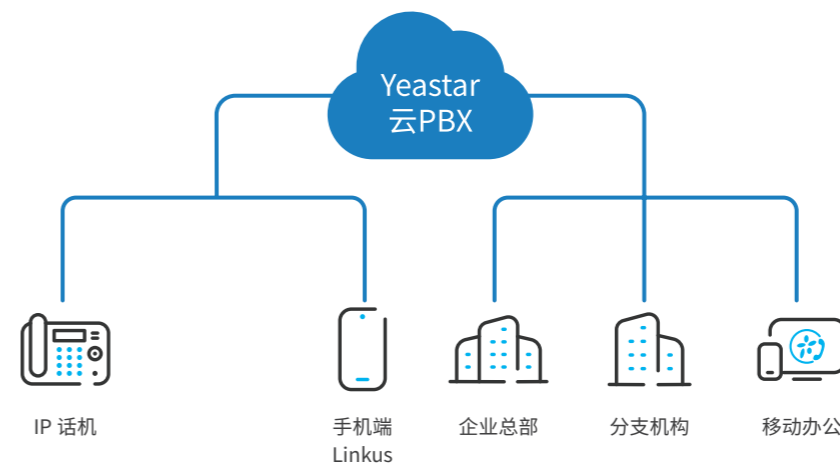 Yeastar
云PBX
IP 话机
手机端
Linkus
企业总部
分支机构
移动办公